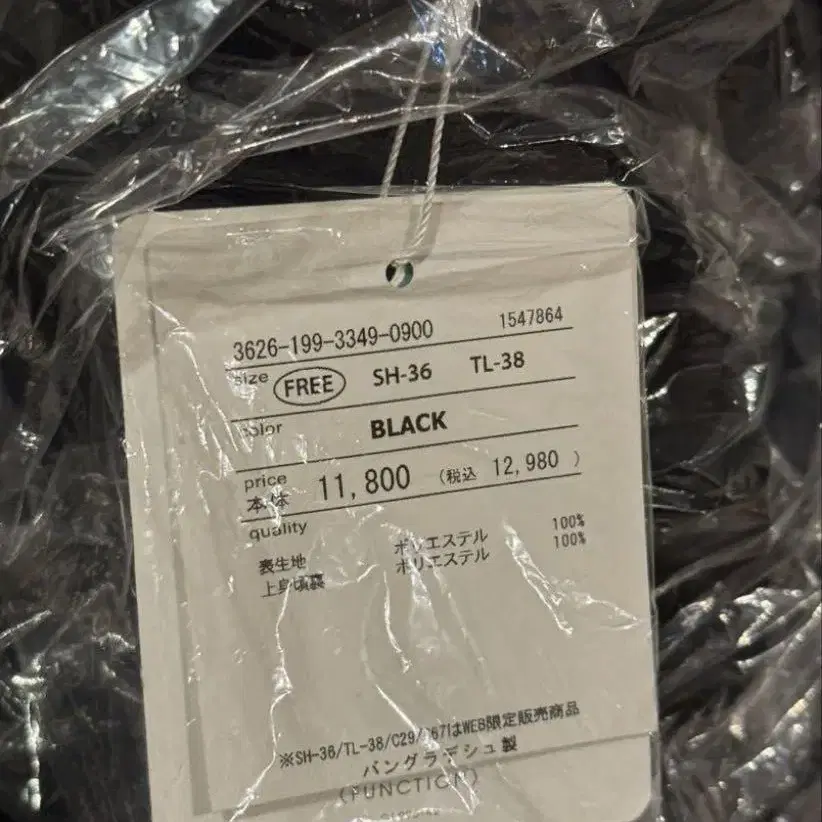 3626-199-3349-0900 1547864
size FREE SH-36 TL-38
color BLACK
price
本体 11,800 (税込 12,980 )
quality
表生地 ポリエステル 100%
上身頃裏 ポリエステル 100%
※SH-36/TL-38/C29/ 67はWEB限定販売商品
バングラデシュ製
(FUNCTION)